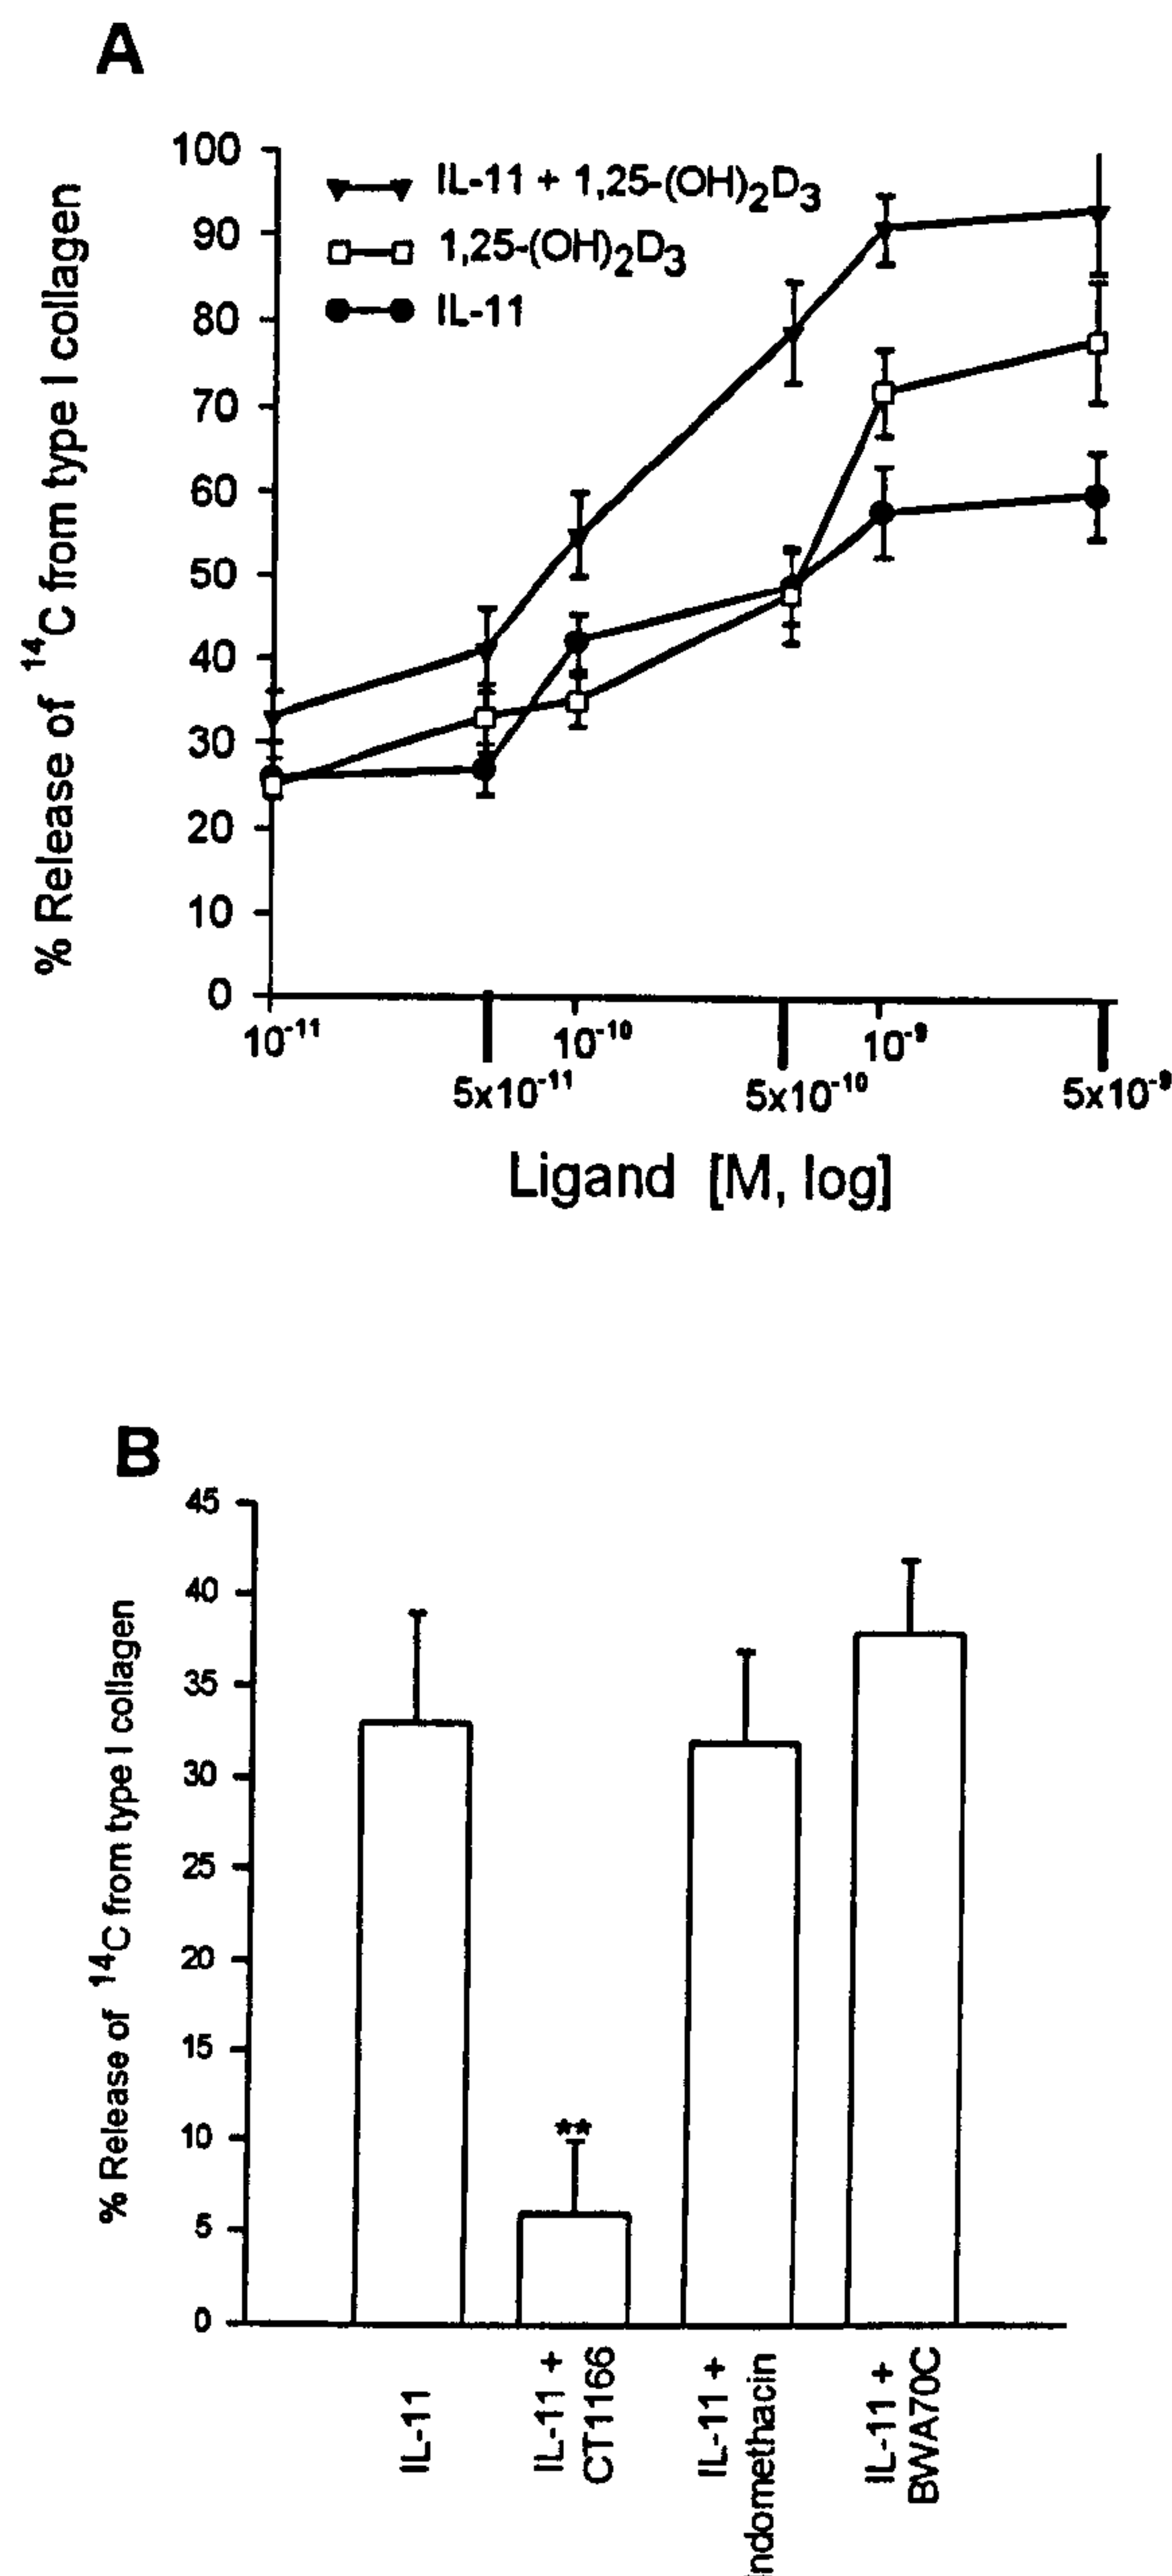 A
100
90
80
70
60
50
40
30
20
10
0
% Release of ¹⁴C from type I collagen
IL-11 + 1,25-(OH)₂D₃
1,25-(OH)₂D₃
IL-11
10⁻¹¹
5x10⁻¹¹
10⁻¹⁰
5x10⁻¹⁰
10⁻⁹
5x10⁻⁹
Ligand [M, log]
B
45
40
35
30
25
20
15
10
5
0
% Release of ¹⁴C from type I collagen
**
IL-11
IL-11 +
CT1166
IL-11 +
ndomethacin
IL-11 +
BWA70C